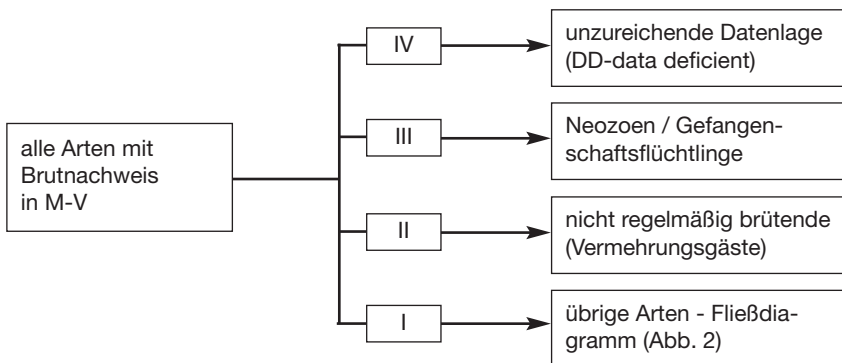 alle Arten mit
Brutnachweis
in M-V
IV
unzureichende Datenlage
(DD-data deficient)
III
Neozoen / Gefangen-
schaftsflüchtlinge
II
nicht regelmäßig brütende
(Vermehrungsgäste)
I
übrige Arten - Fließdia-
gramm (Abb. 2)